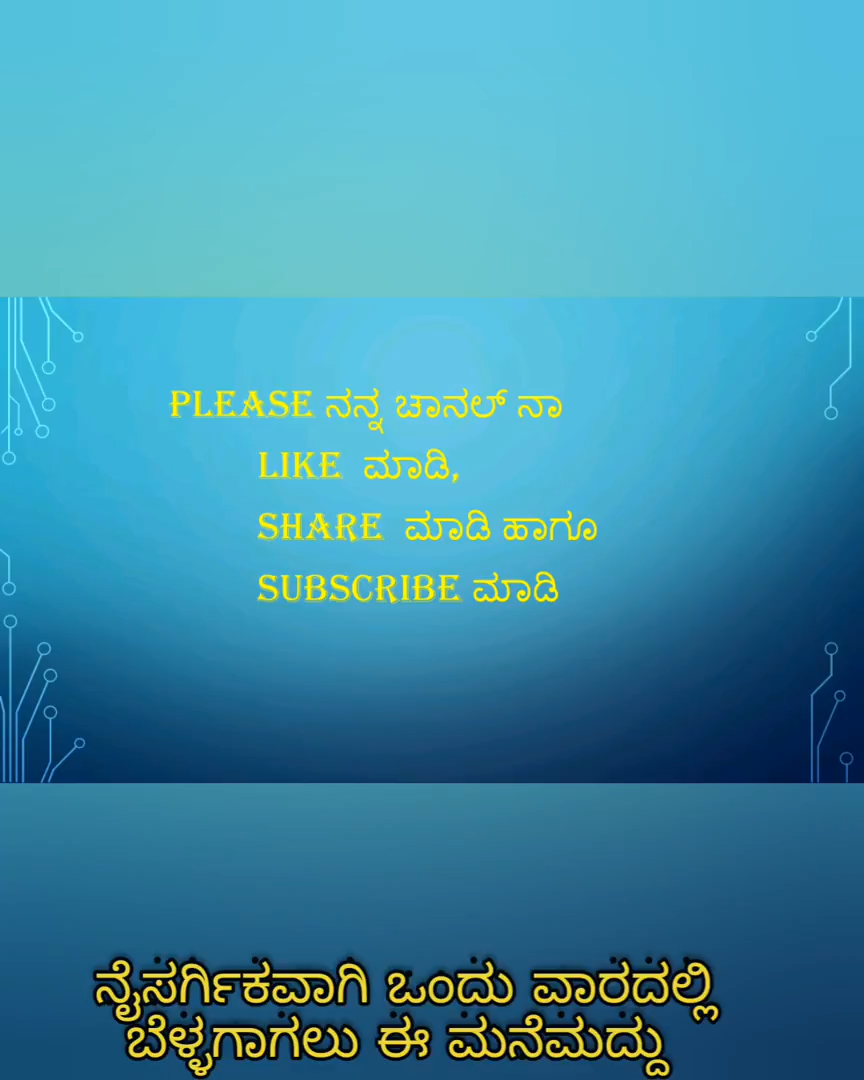 PLEASE ನನ್ನ ಚಾನಲ್ ನಾ
LIKE ಮಾಡಿ,
SHARE ಮಾಡಿ ಹಾಗೂ
SUBSCRIBE ಮಾಡಿ
ನೈಸರ್ಗಿಕವಾಗಿ ಒಂದು ವಾರದಲ್ಲಿ
ಬೆಳ್ಳಗಾಗಲು ಈ ಮನೆಮದ್ದು